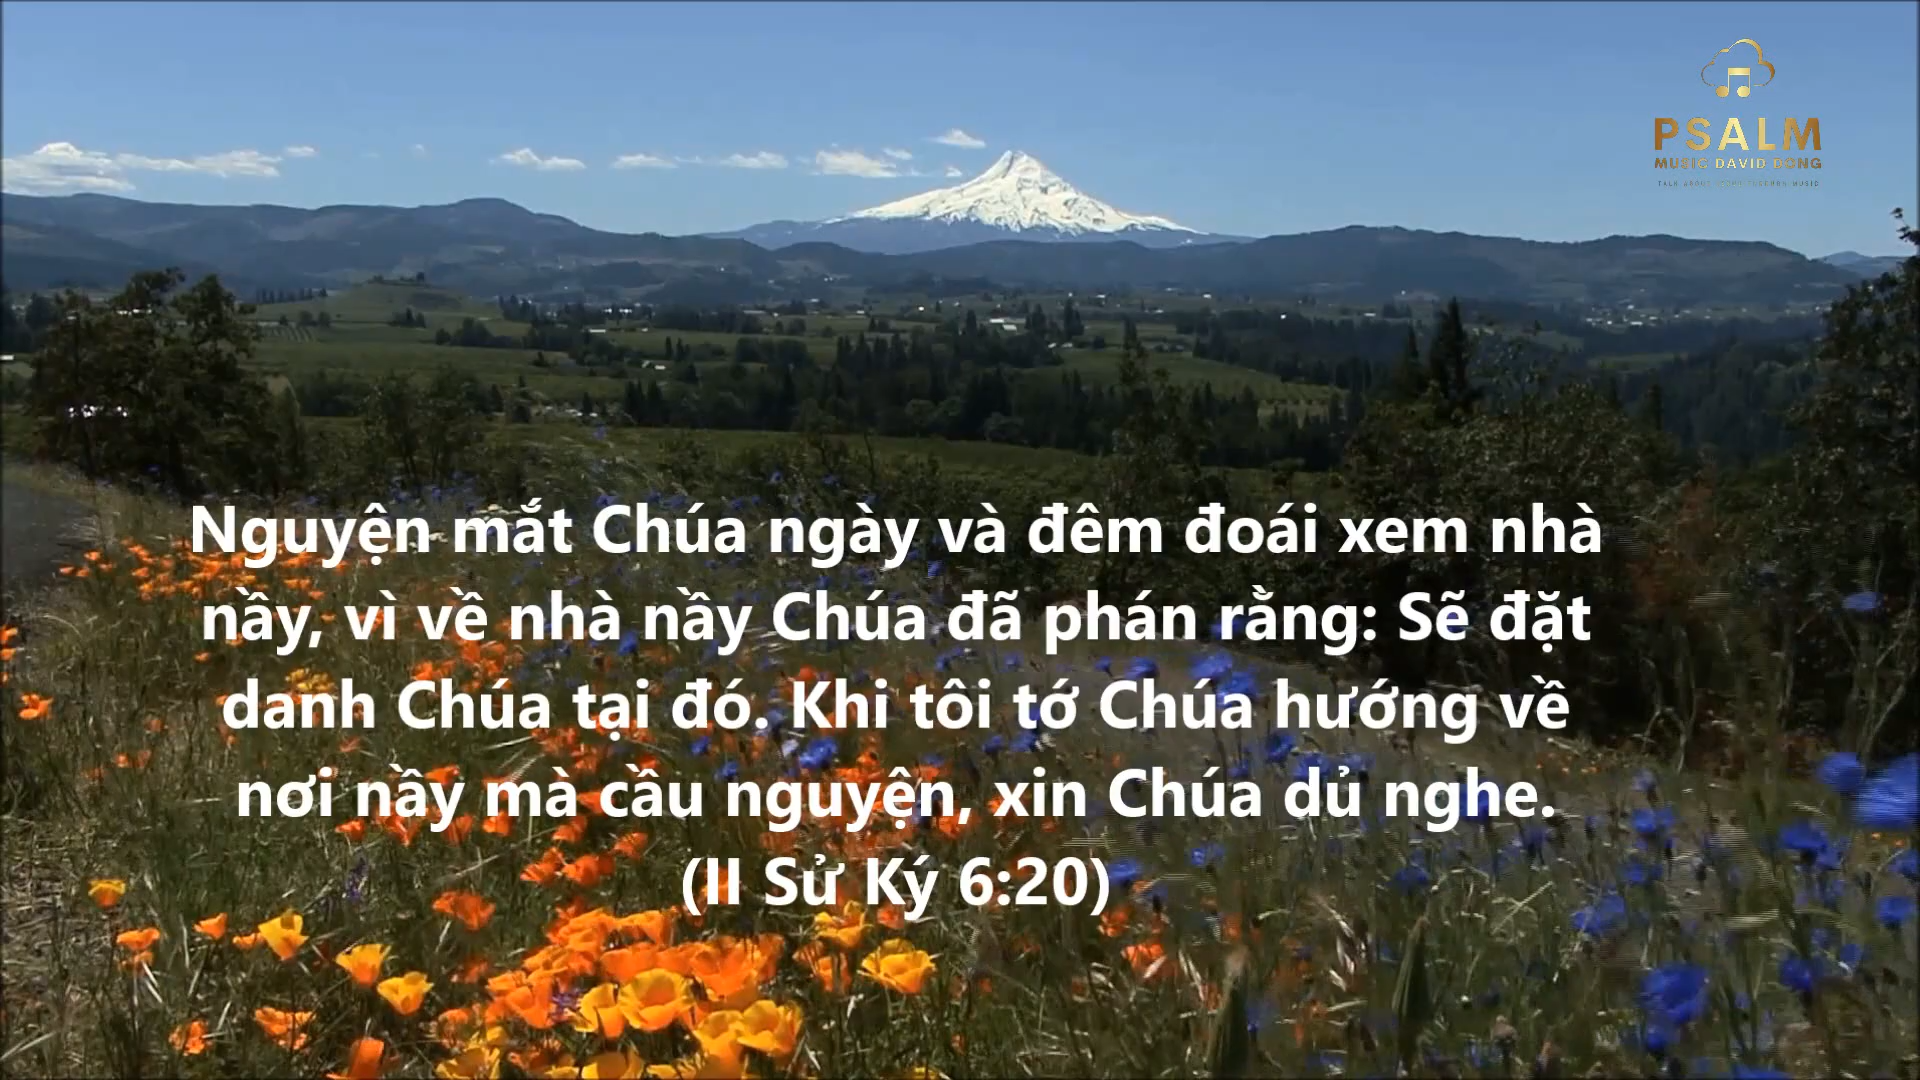 PSALM
MUSIC DAVID DONG
Nguyện mắt Chúa ngày và đêm đoái xem nhà
nầy, vì về nhà nầy Chúa đã phán rằng: Sẽ đặt
danh Chúa tại đó. Khi tôi tớ Chúa hướng về
nơi nầy mà cầu nguyện, xin Chúa dủ nghe.
(II Sử Ký 6:20)